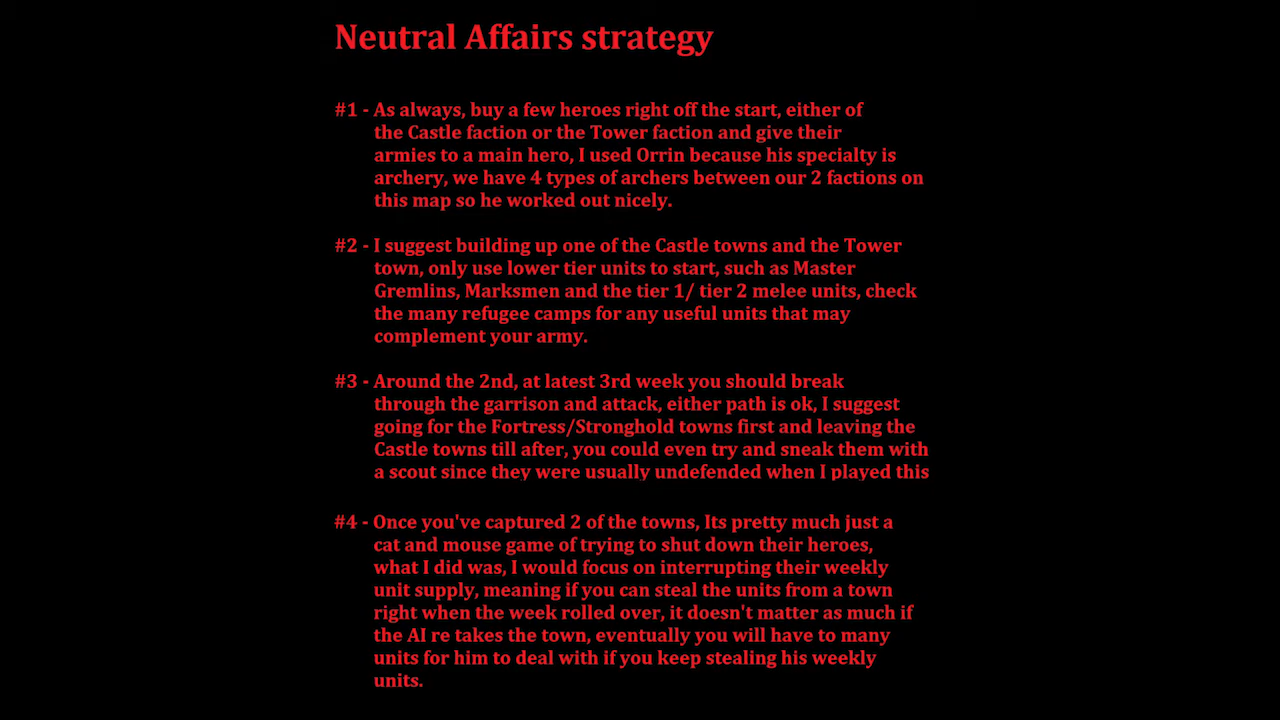 Neutral Affairs strategy
#1 - As always, buy a few heroes right off the start, either of
the Castle faction or the Tower faction and give their
armies to a main hero, I used Orrin because his specialty is
archery, we have 4 types of archers between our 2 factions on
this map so he worked out nicely.
#2 - I suggest building up one of the Castle towns and the Tower
town, only use lower tier units to start, such as Master
Gremlins, Marksmen and the tier 1/ tier 2 melee units, check
the many refugee camps for any useful units that may
complement your army.
#3 - Around the 2nd, at latest 3rd week you should break
through the garrison and attack, either path is ok, I suggest
going for the Fortress/Stronghold towns first and leaving the
Castle towns till after, you could even try and sneak them with
a scout since they were usually undefended when I played this
#4 - Once you've captured 2 of the towns, Its pretty much just a
cat and mouse game of trying to shut down their heroes,
what I did was, I would focus on interrupting their weekly
unit supply, meaning if you can steal the units from a town
right when the week rolled over, it doesn't matter as much if
the AI re takes the town, eventually you will have to many
units for him to deal with if you keep stealing his weekly
units.